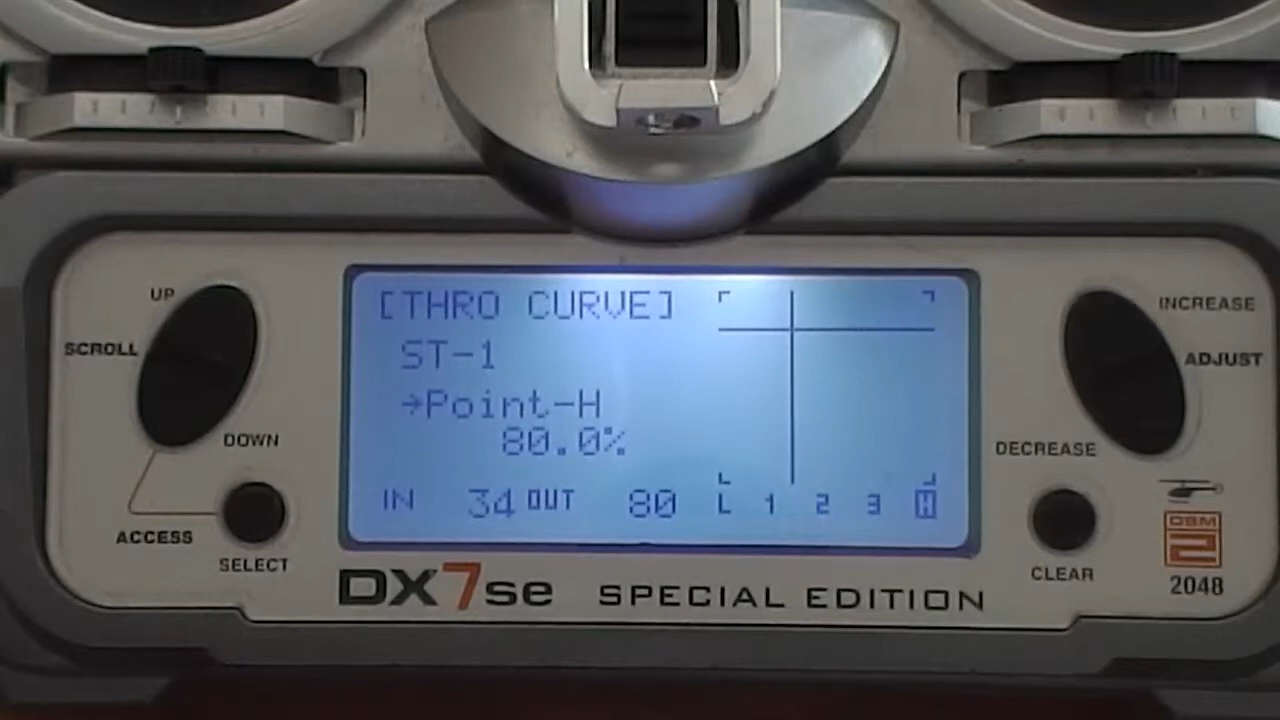 UP
SCROLL
DOWN
ACCESS
SELECT
[THRO CURVE]
ST-1
→Point-H
80.0%
IN 34 OUT 80 L 1 2 3 H
INCREASE
ADJUST
DECREASE
CLEAR
DSM
2
2048
DX7se SPECIAL EDITION